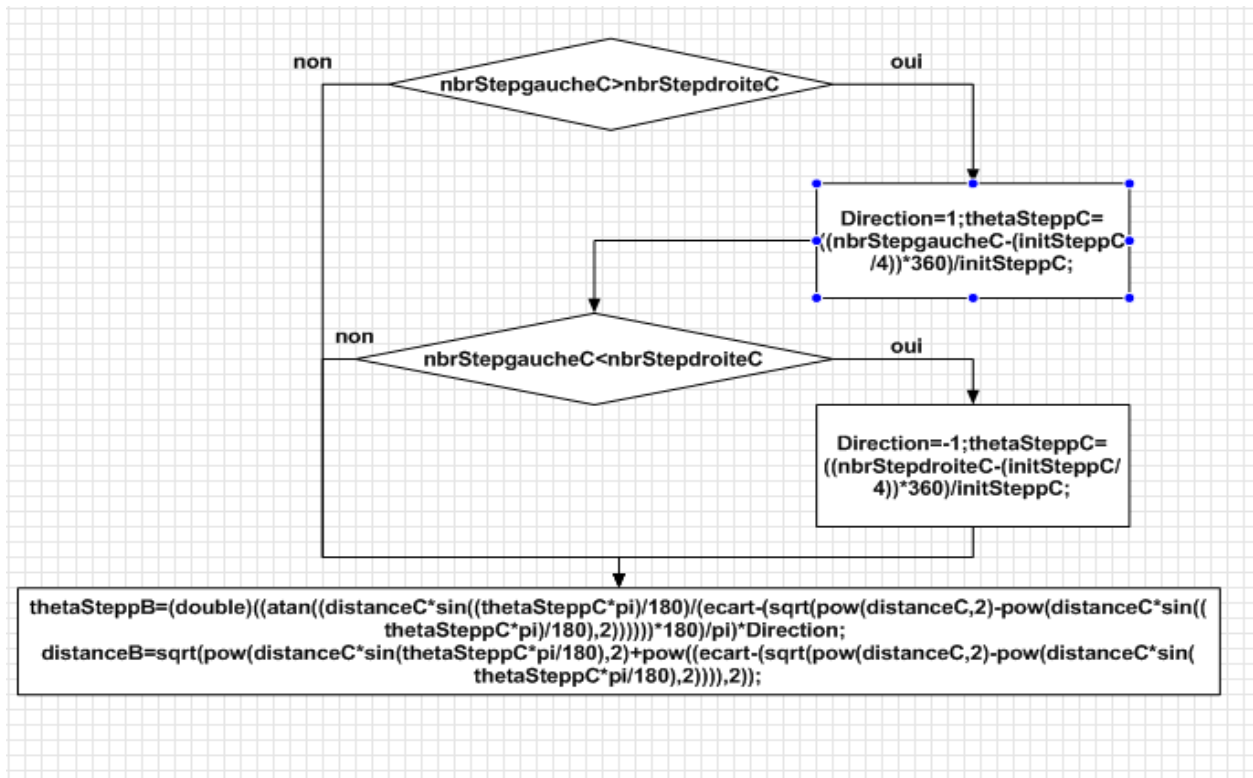 non
oui
nbrStepgaucheC>nbrStepdroiteC
Direction=1;thetaSteppC=
((nbrStepgaucheC-(initSteppC
/4))*360)/initSteppC;
non
oui
nbrStepgaucheC<nbrStepdroiteC
Direction=-1;thetaSteppC=
((nbrStepdroiteC-(initSteppC/
4))*360)/initSteppC;
thetaSteppB=(double)((atan((distanceC*sin((thetaSteppC*pi)/180)/(ecart-(sqrt(pow(distanceC,2)-pow(distanceC*sin((
thetaSteppC*pi)/180),2))))))*180)/pi)*Direction;
distanceB=sqrt(pow(distanceC*sin(thetaSteppC*pi/180),2)+pow((ecart-(sqrt(pow(distanceC,2)-pow(distanceC*sin(
thetaSteppC*pi/180),2)))),2));